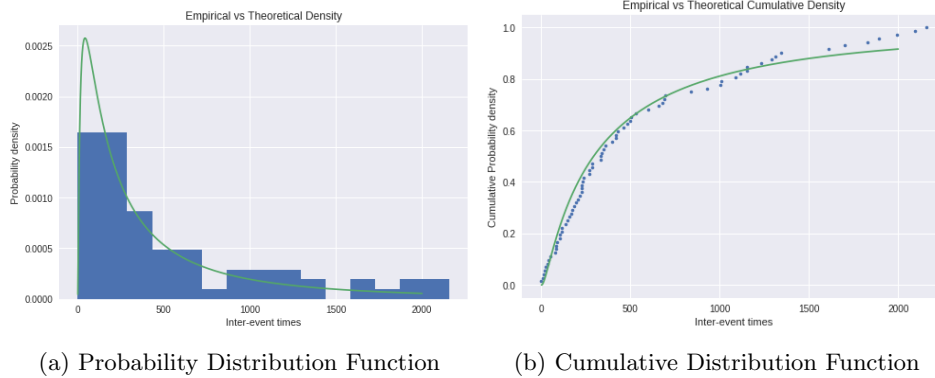 Empirical vs Theoretical Density
0.0025
0.0020
0.0015
0.0010
0.0005
0.0000
Probability density
0
500
1000
1500
2000
Inter-event times
(a) Probability Distribution Function
Empirical vs Theoretical Cumulative Density
1.0
0.8
0.6
0.4
0.2
0.0
Cumulative Probability density
0
500
1000
1500
2000
Inter-event times
(b) Cumulative Distribution Function